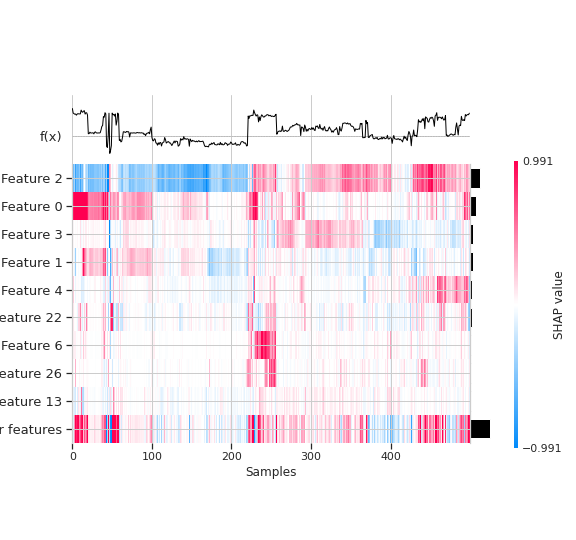 f(x)
Feature 2
Feature 0
Feature 3
Feature 1
Feature 4
eature 22
Feature 6
eature 26
eature 13
r features
0 100 200 300 400
Samples
0.991
SHAP value
−0.991